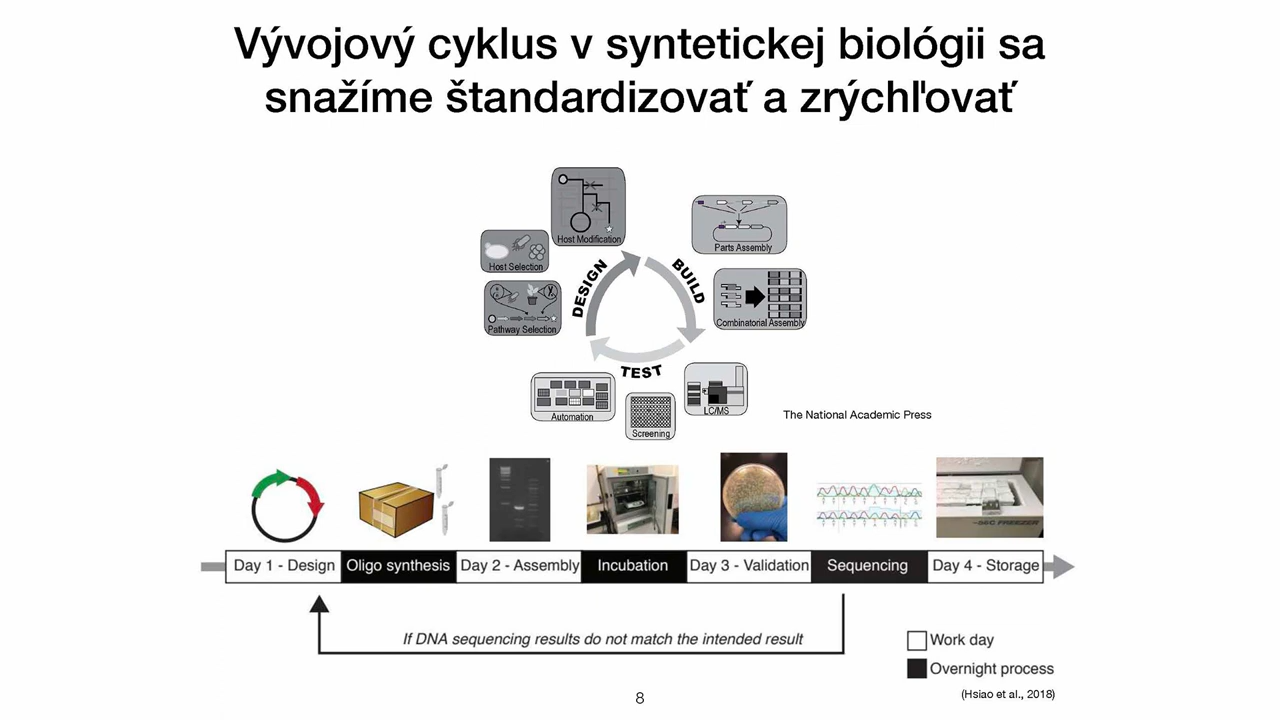 Vývojový cyklus v syntetickej biológii sa
snažíme štandardizovať a zrýchľovať
Host Modification
Host Selection
Pathway Selection
DESIGN
BUILD
TEST
Parts Assembly
Combinatorial Assembly
LC/MS
Screening
Automation
The National Academic Press
Day 1 - Design
Oligo synthesis
Day 2 - Assembly
Incubation
Day 3 - Validation
Sequencing
Day 4 - Storage
If DNA sequencing results do not match the intended result
Work day
Overnight process
(Hsiao et al., 2018)
8